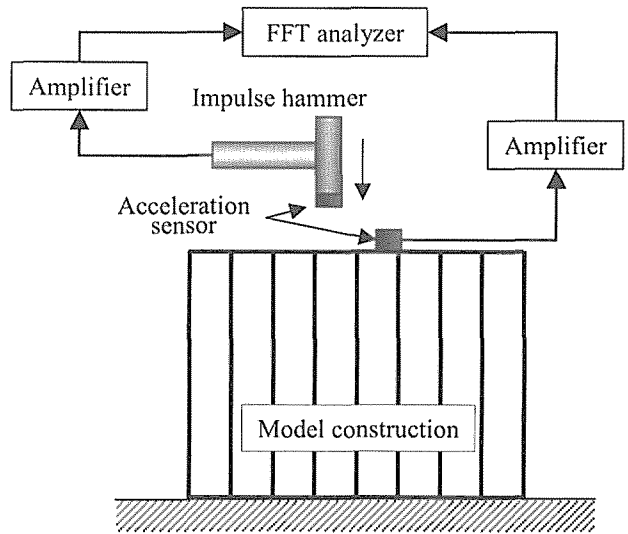 FFT analyzer
Amplifier
Impulse hammer
Amplifier
Acceleration
sensor
Model construction